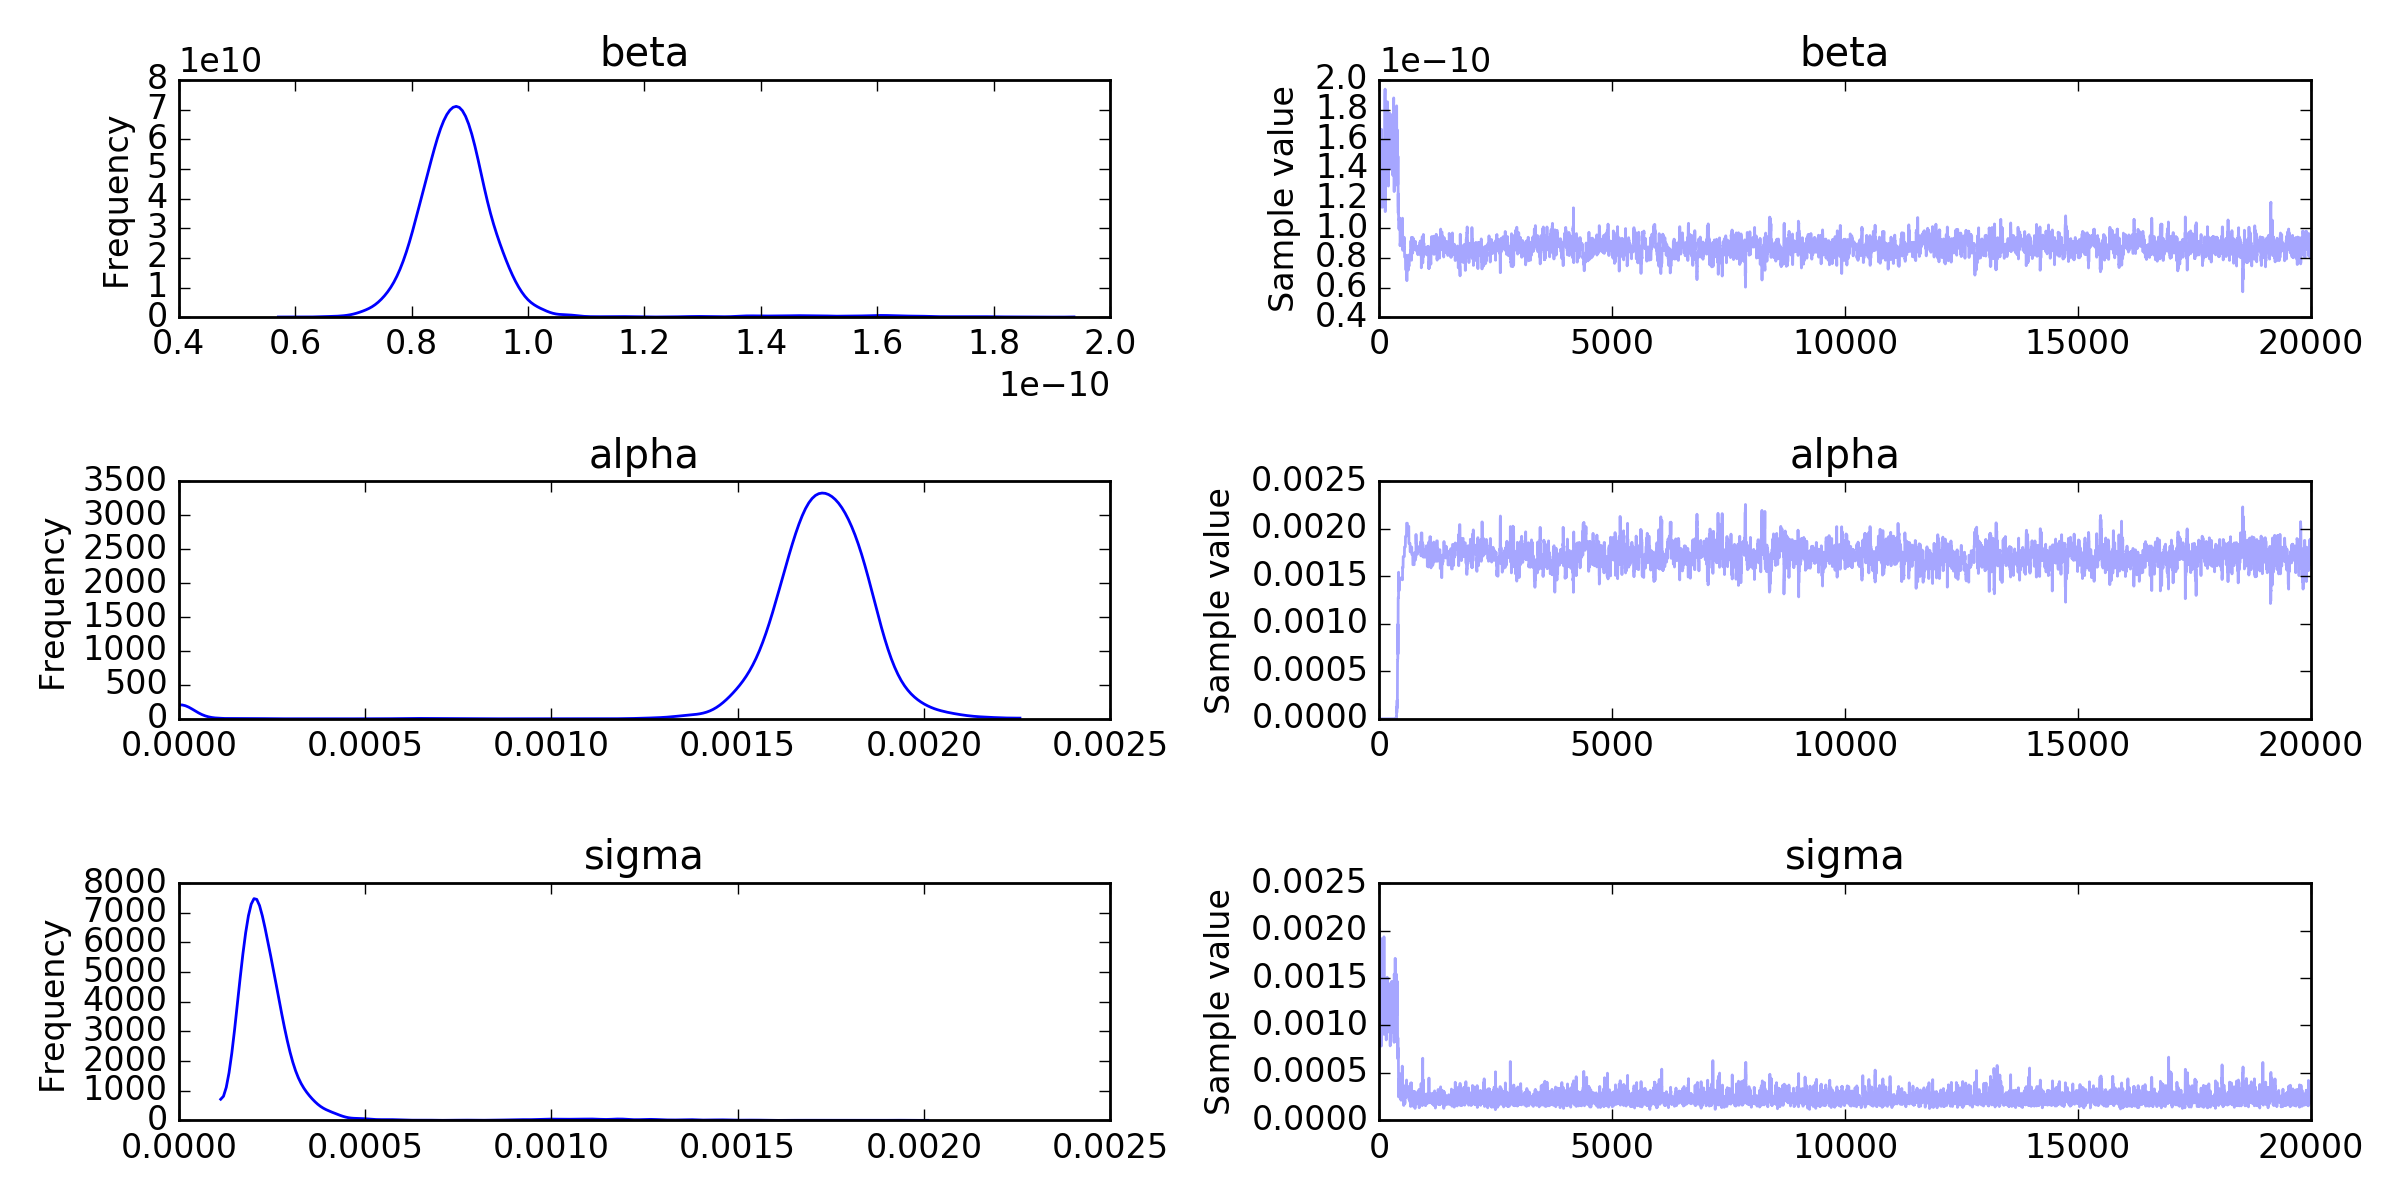 beta
1e10
Frequency
8
7
6
5
4
3
2
1
0
0.4 0.6 0.8 1.0 1.2 1.4 1.6 1.8 2.0
1e−10
beta
1e−10
Sample value
2.0
1.8
1.6
1.4
1.2
1.0
0.8
0.6
0.4
0 5000 10000 15000 20000
alpha
Frequency
3500
3000
2500
2000
1500
1000
500
0
0.0000 0.0005 0.0010 0.0015 0.0020 0.0025
alpha
Sample value
0.0025
0.0020
0.0015
0.0010
0.0005
0.0000
0 5000 10000 15000 20000
sigma
Frequency
8000
7000
6000
5000
4000
3000
2000
1000
0
0.0000 0.0005 0.0010 0.0015 0.0020 0.0025
sigma
Sample value
0.0025
0.0020
0.0015
0.0010
0.0005
0.0000
0 5000 10000 15000 20000